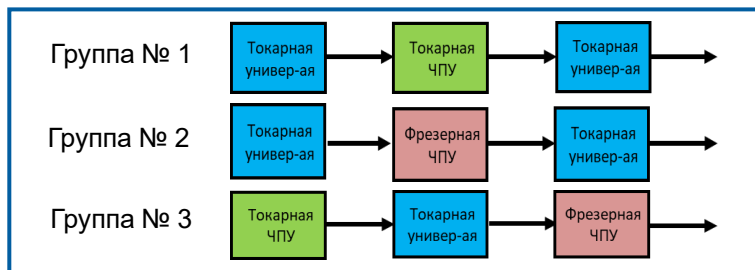 Группа № 1
Токарная
универ-ая
Токарная
ЧПУ
Токарная
универ-ая
Группа № 2
Токарная
универ-ая
Фрезерная
ЧПУ
Токарная
универ-ая
Группа № 3
Токарная
ЧПУ
Токарная
универ-ая
Фрезерная
ЧПУ